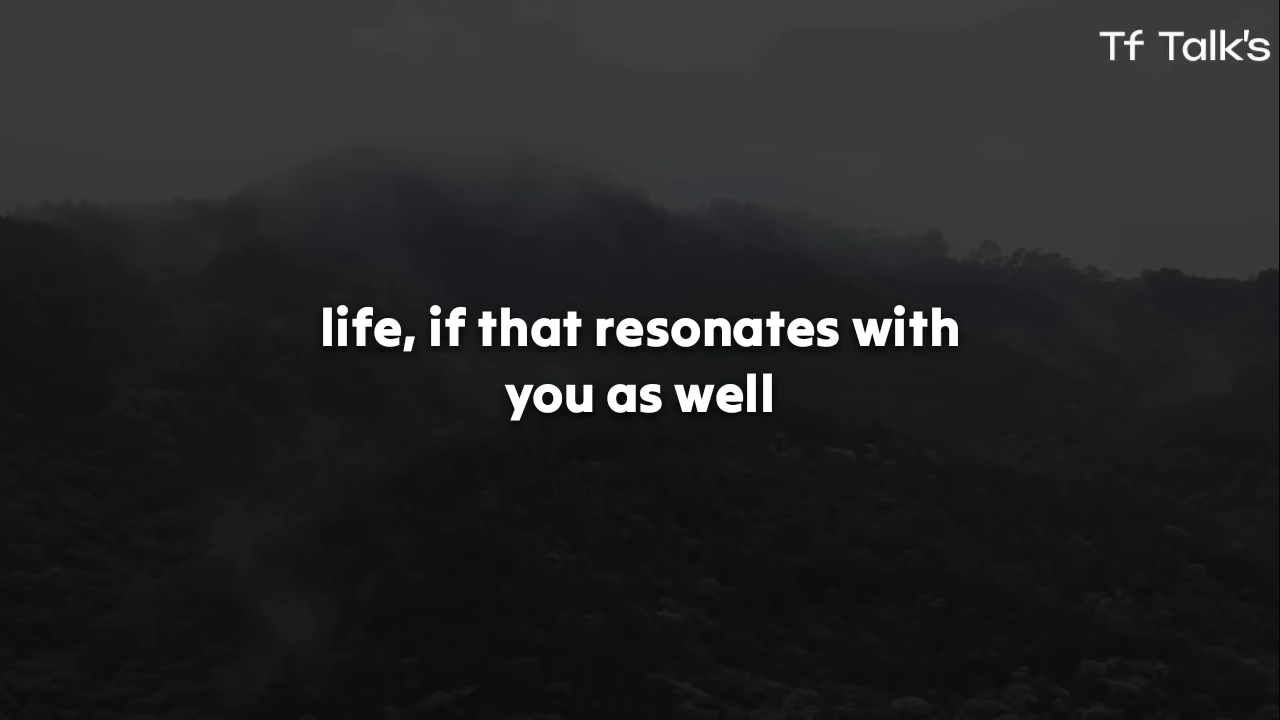 Tf Talk's
life, if that resonates with
you as well